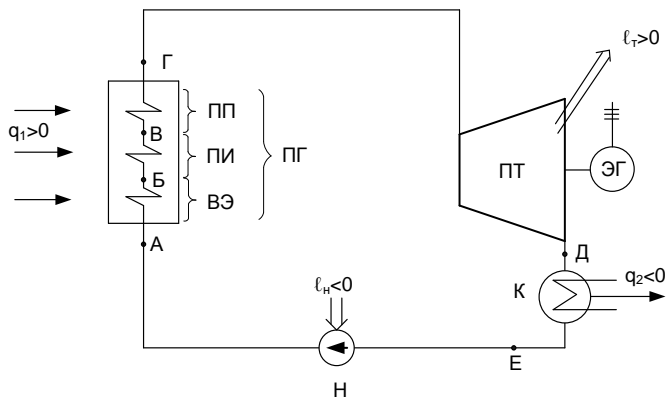 ℓт>0
Г
q₁>0
ПП
В
ПИ
ПГ
Б
ВЭ
А
ПТ
ЭГ
Д
К
q₂<0
ℓн<0
Е
Н